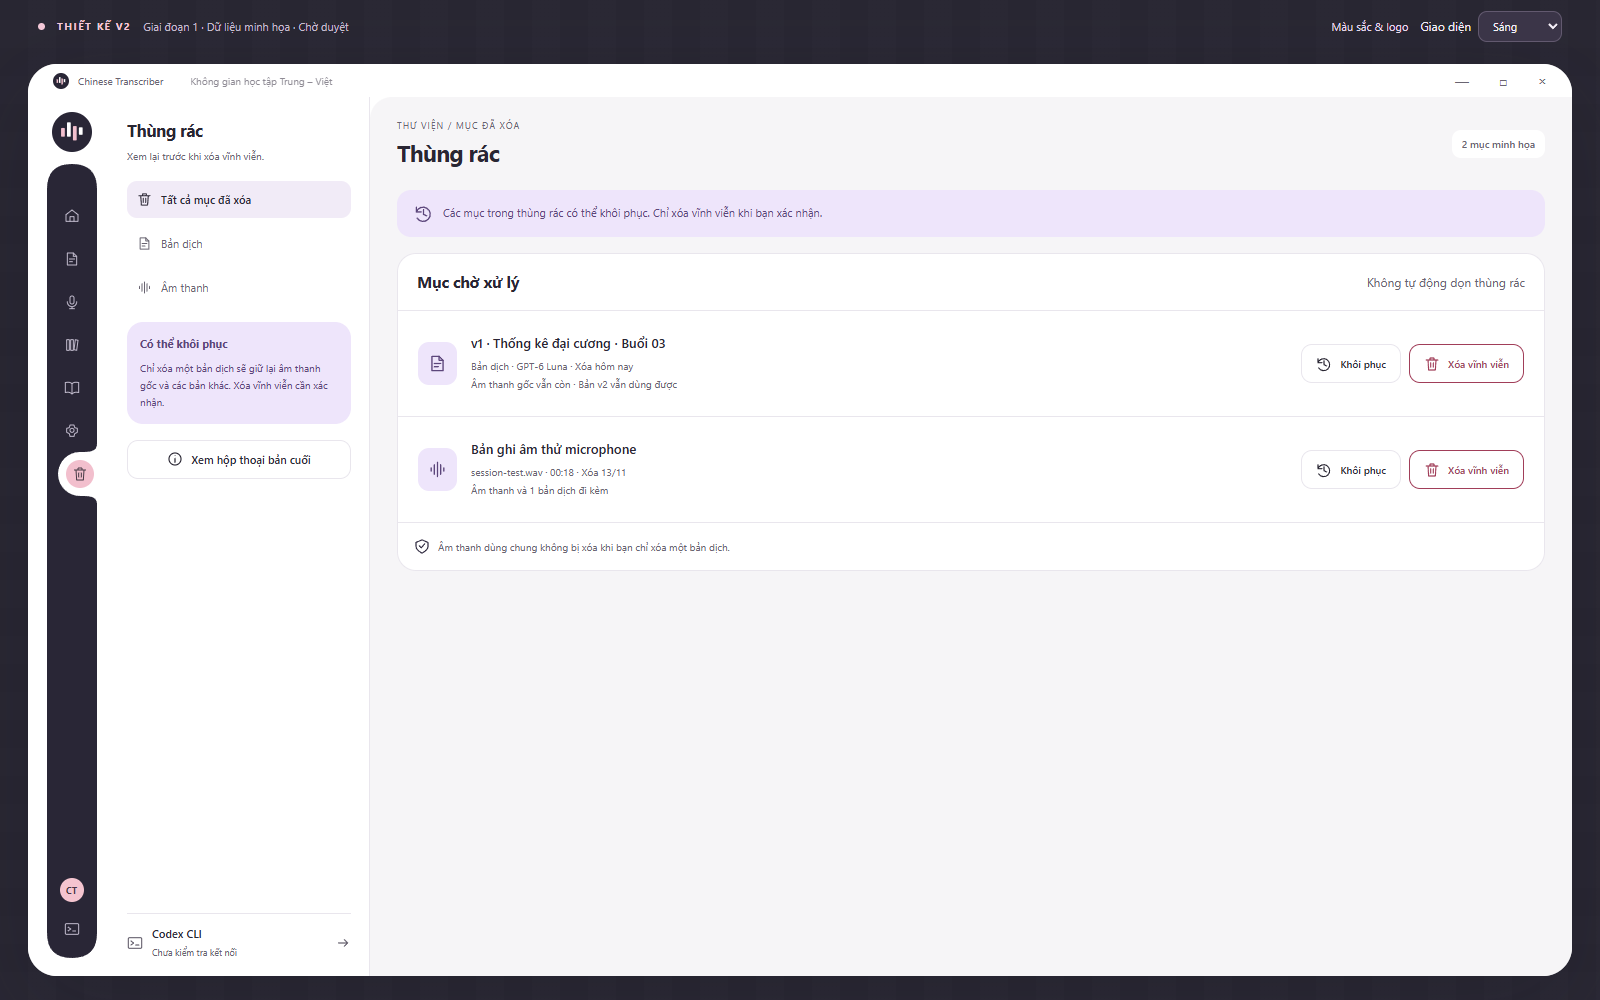 THIẾT KẾ V2
Giai đoạn 1 · Dữ liệu minh họa · Chờ duyệt
Màu sắc & logo
Giao diện
Sáng
Chinese Transcriber
Không gian học tập Trung – Việt
Thùng rác
Xem lại trước khi xóa vĩnh viễn.
Tất cả mục đã xóa
Bản dịch
Âm thanh
Có thể khôi phục
Chỉ xóa một bản dịch sẽ giữ lại âm thanh
gốc và các bản khác. Xóa vĩnh viễn cần xác
nhận.
Xem hộp thoại bản cuối
CT
Codex CLI
Chưa kiểm tra kết nối
THƯ VIỆN / MỤC ĐÃ XÓA
Thùng rác
2 mục minh họa
Các mục trong thùng rác có thể khôi phục. Chỉ xóa vĩnh viễn khi bạn xác nhận.
Mục chờ xử lý
Không tự động dọn thùng rác
v1 · Thống kê đại cương · Buổi 03
Bản dịch · GPT-6 Luna · Xóa hôm nay
Âm thanh gốc vẫn còn · Bản v2 vẫn dùng được
Khôi phục
Xóa vĩnh viễn
Bản ghi âm thử microphone
session-test.wav · 00:18 · Xóa 13/11
Âm thanh và 1 bản dịch đi kèm
Khôi phục
Xóa vĩnh viễn
Âm thanh dùng chung không bị xóa khi bạn chỉ xóa một bản dịch.